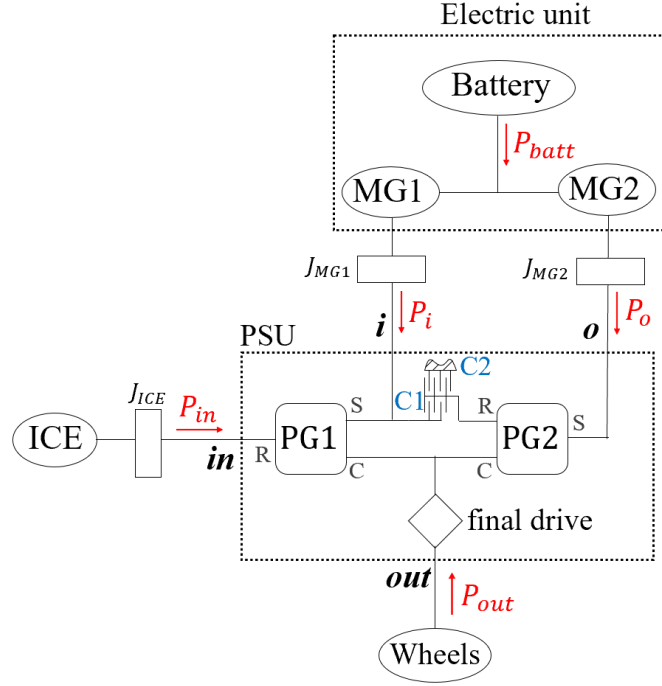 Electric unit
Battery
P_batt
MG1
MG2
J_MG1
J_MG2
P_i
P_o
i
o
PSU
C2
C1
J_ICE
P_in
S
R
ICE
PG1
PG2
S
in
R
C
C
final drive
out
P_out
Wheels